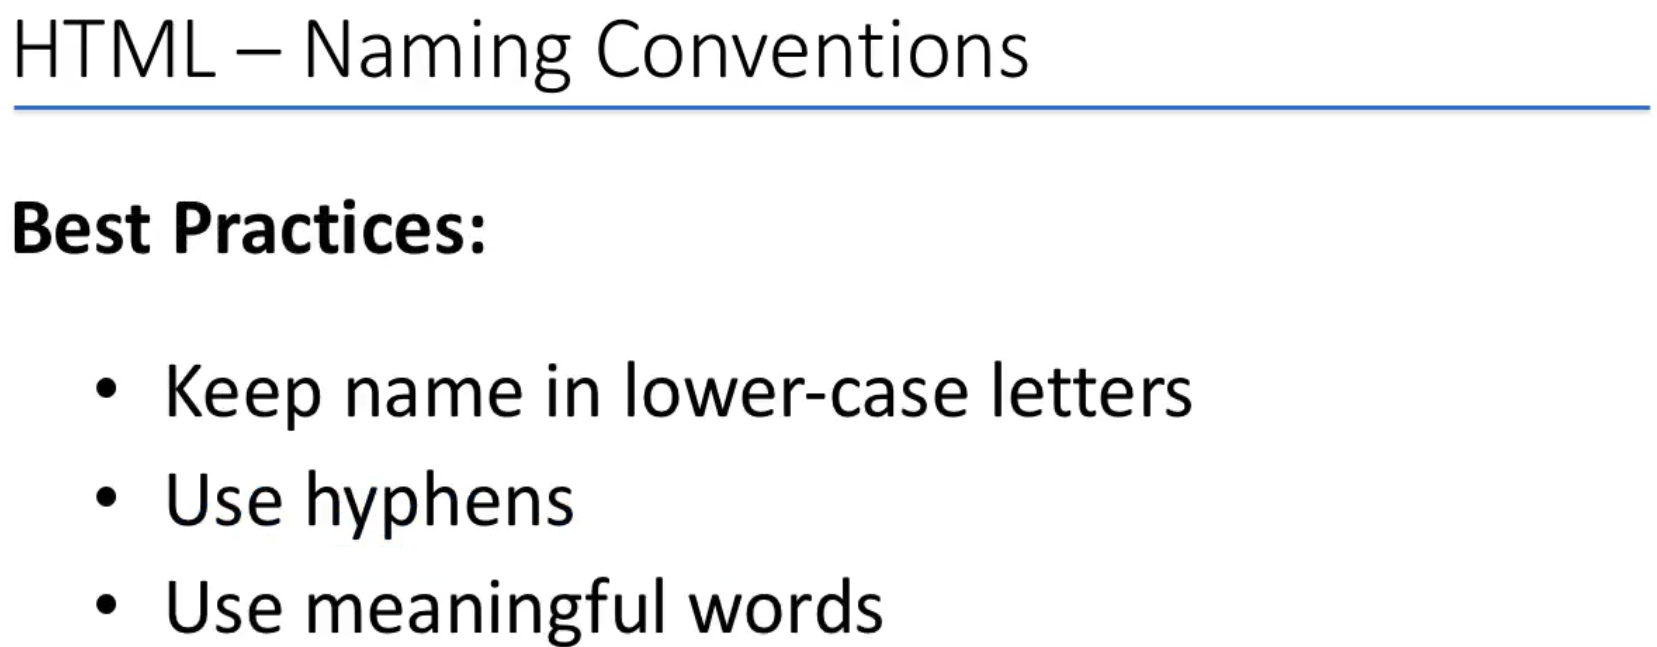 HTML – Naming Conventions
Best Practices:
• Keep name in lower-case letters
• Use hyphens
• Use meaningful words